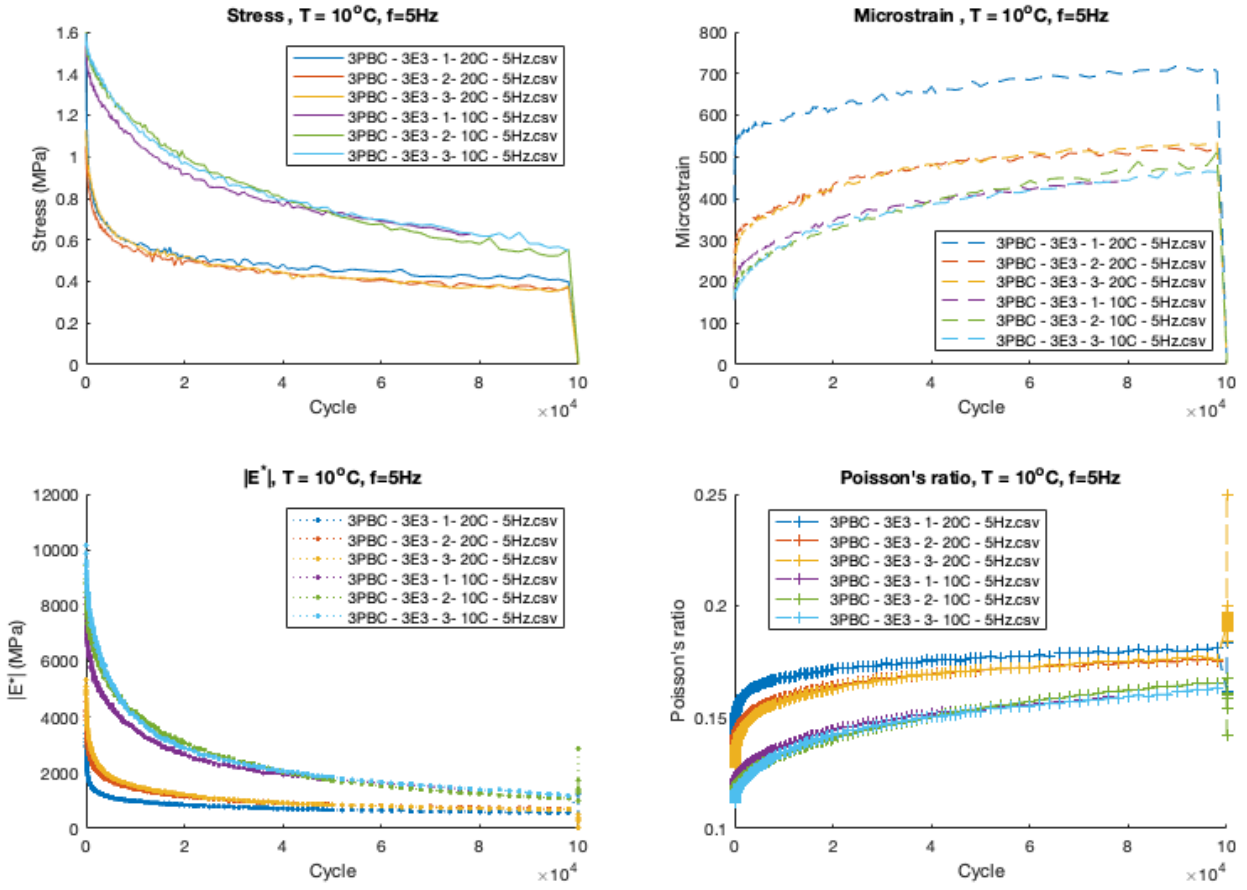 Stress , T = 10°C, f=5Hz
1.6
1.4
1.2
1
0.8
0.6
0.4
0.2
0
Stress (MPa)
3PBC - 3E3 - 1- 20C - 5Hz.csv
3PBC - 3E3 - 2- 20C - 5Hz.csv
3PBC - 3E3 - 3- 20C - 5Hz.csv
3PBC - 3E3 - 1- 10C - 5Hz.csv
3PBC - 3E3 - 2- 10C - 5Hz.csv
3PBC - 3E3 - 3- 10C - 5Hz.csv
0 2 4 6 8 10
Cycle
×10^4
Microstrain , T = 10°C, f=5Hz
800
700
600
500
400
300
200
100
0
Microstrain
3PBC - 3E3 - 1- 20C - 5Hz.csv
3PBC - 3E3 - 2- 20C - 5Hz.csv
3PBC - 3E3 - 3- 20C - 5Hz.csv
3PBC - 3E3 - 1- 10C - 5Hz.csv
3PBC - 3E3 - 2- 10C - 5Hz.csv
3PBC - 3E3 - 3- 10C - 5Hz.csv
0 2 4 6 8 10
Cycle
×10^4
|E*|, T = 10°C, f=5Hz
12000
10000
8000
6000
4000
2000
0
|E*| (MPa)
3PBC - 3E3 - 1- 20C - 5Hz.csv
3PBC - 3E3 - 2- 20C - 5Hz.csv
3PBC - 3E3 - 3- 20C - 5Hz.csv
3PBC - 3E3 - 1- 10C - 5Hz.csv
3PBC - 3E3 - 2- 10C - 5Hz.csv
3PBC - 3E3 - 3- 10C - 5Hz.csv
0 2 4 6 8 10
Cycle
×10^4
Poisson's ratio, T = 10°C, f=5Hz
0.25
0.2
0.15
0.1
Poisson's ratio
3PBC - 3E3 - 1- 20C - 5Hz.csv
3PBC - 3E3 - 2- 20C - 5Hz.csv
3PBC - 3E3 - 3- 20C - 5Hz.csv
3PBC - 3E3 - 1- 10C - 5Hz.csv
3PBC - 3E3 - 2- 10C - 5Hz.csv
3PBC - 3E3 - 3- 10C - 5Hz.csv
0 2 4 6 8 10
Cycle
×10^4